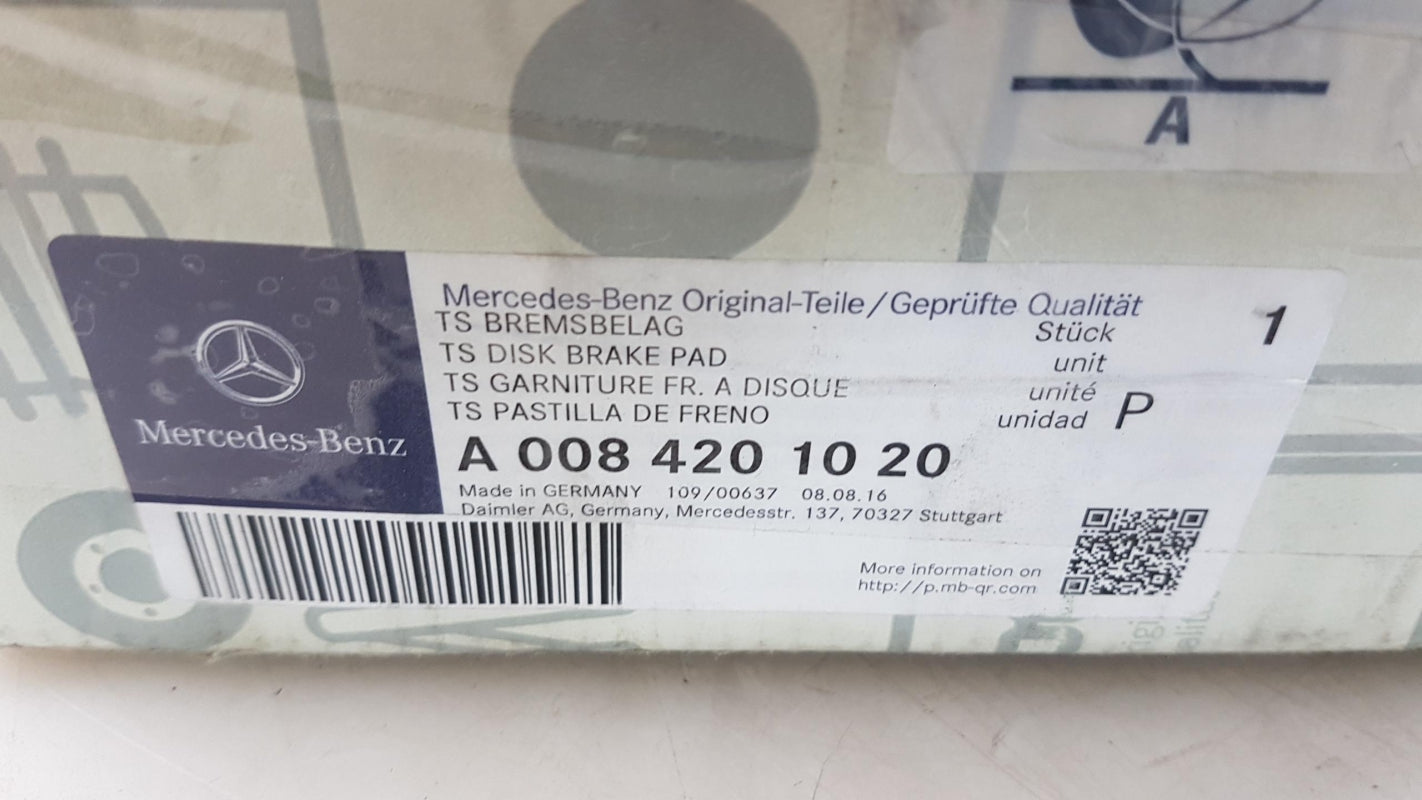 A
Mercedes-Benz Original-Teile/Geprüfte Qualität
1
TS BREMSBELAG Stück
TS DISK BRAKE PAD unit
TS GARNITURE FR. A DISQUE unité
TS PASTILLA DE FRENO unidad P
Mercedes-Benz
A 008 420 10 20
Made in GERMANY 109/00637 08.08.16
Daimler AG, Germany, Mercedesstr. 137, 70327 Stuttgart
More information on
http://p.mb-qr.com